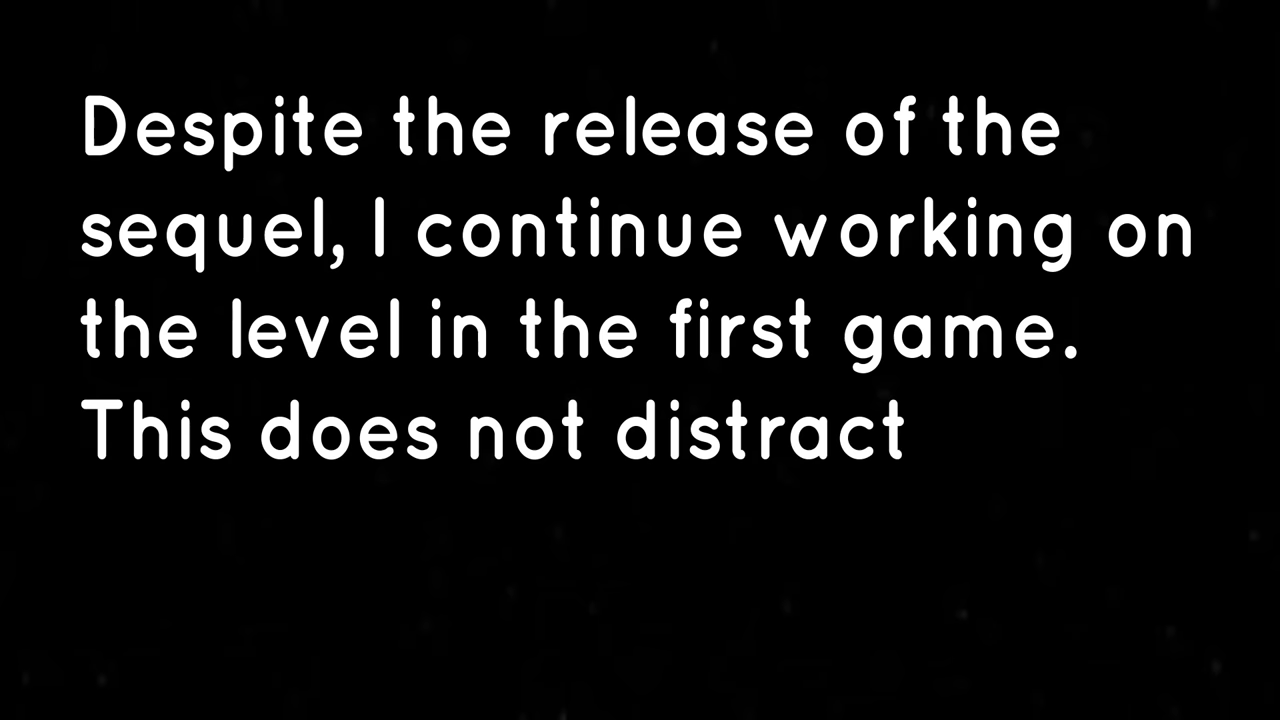 Despite the release of the
sequel, I continue working on
the level in the first game.
This does not distract